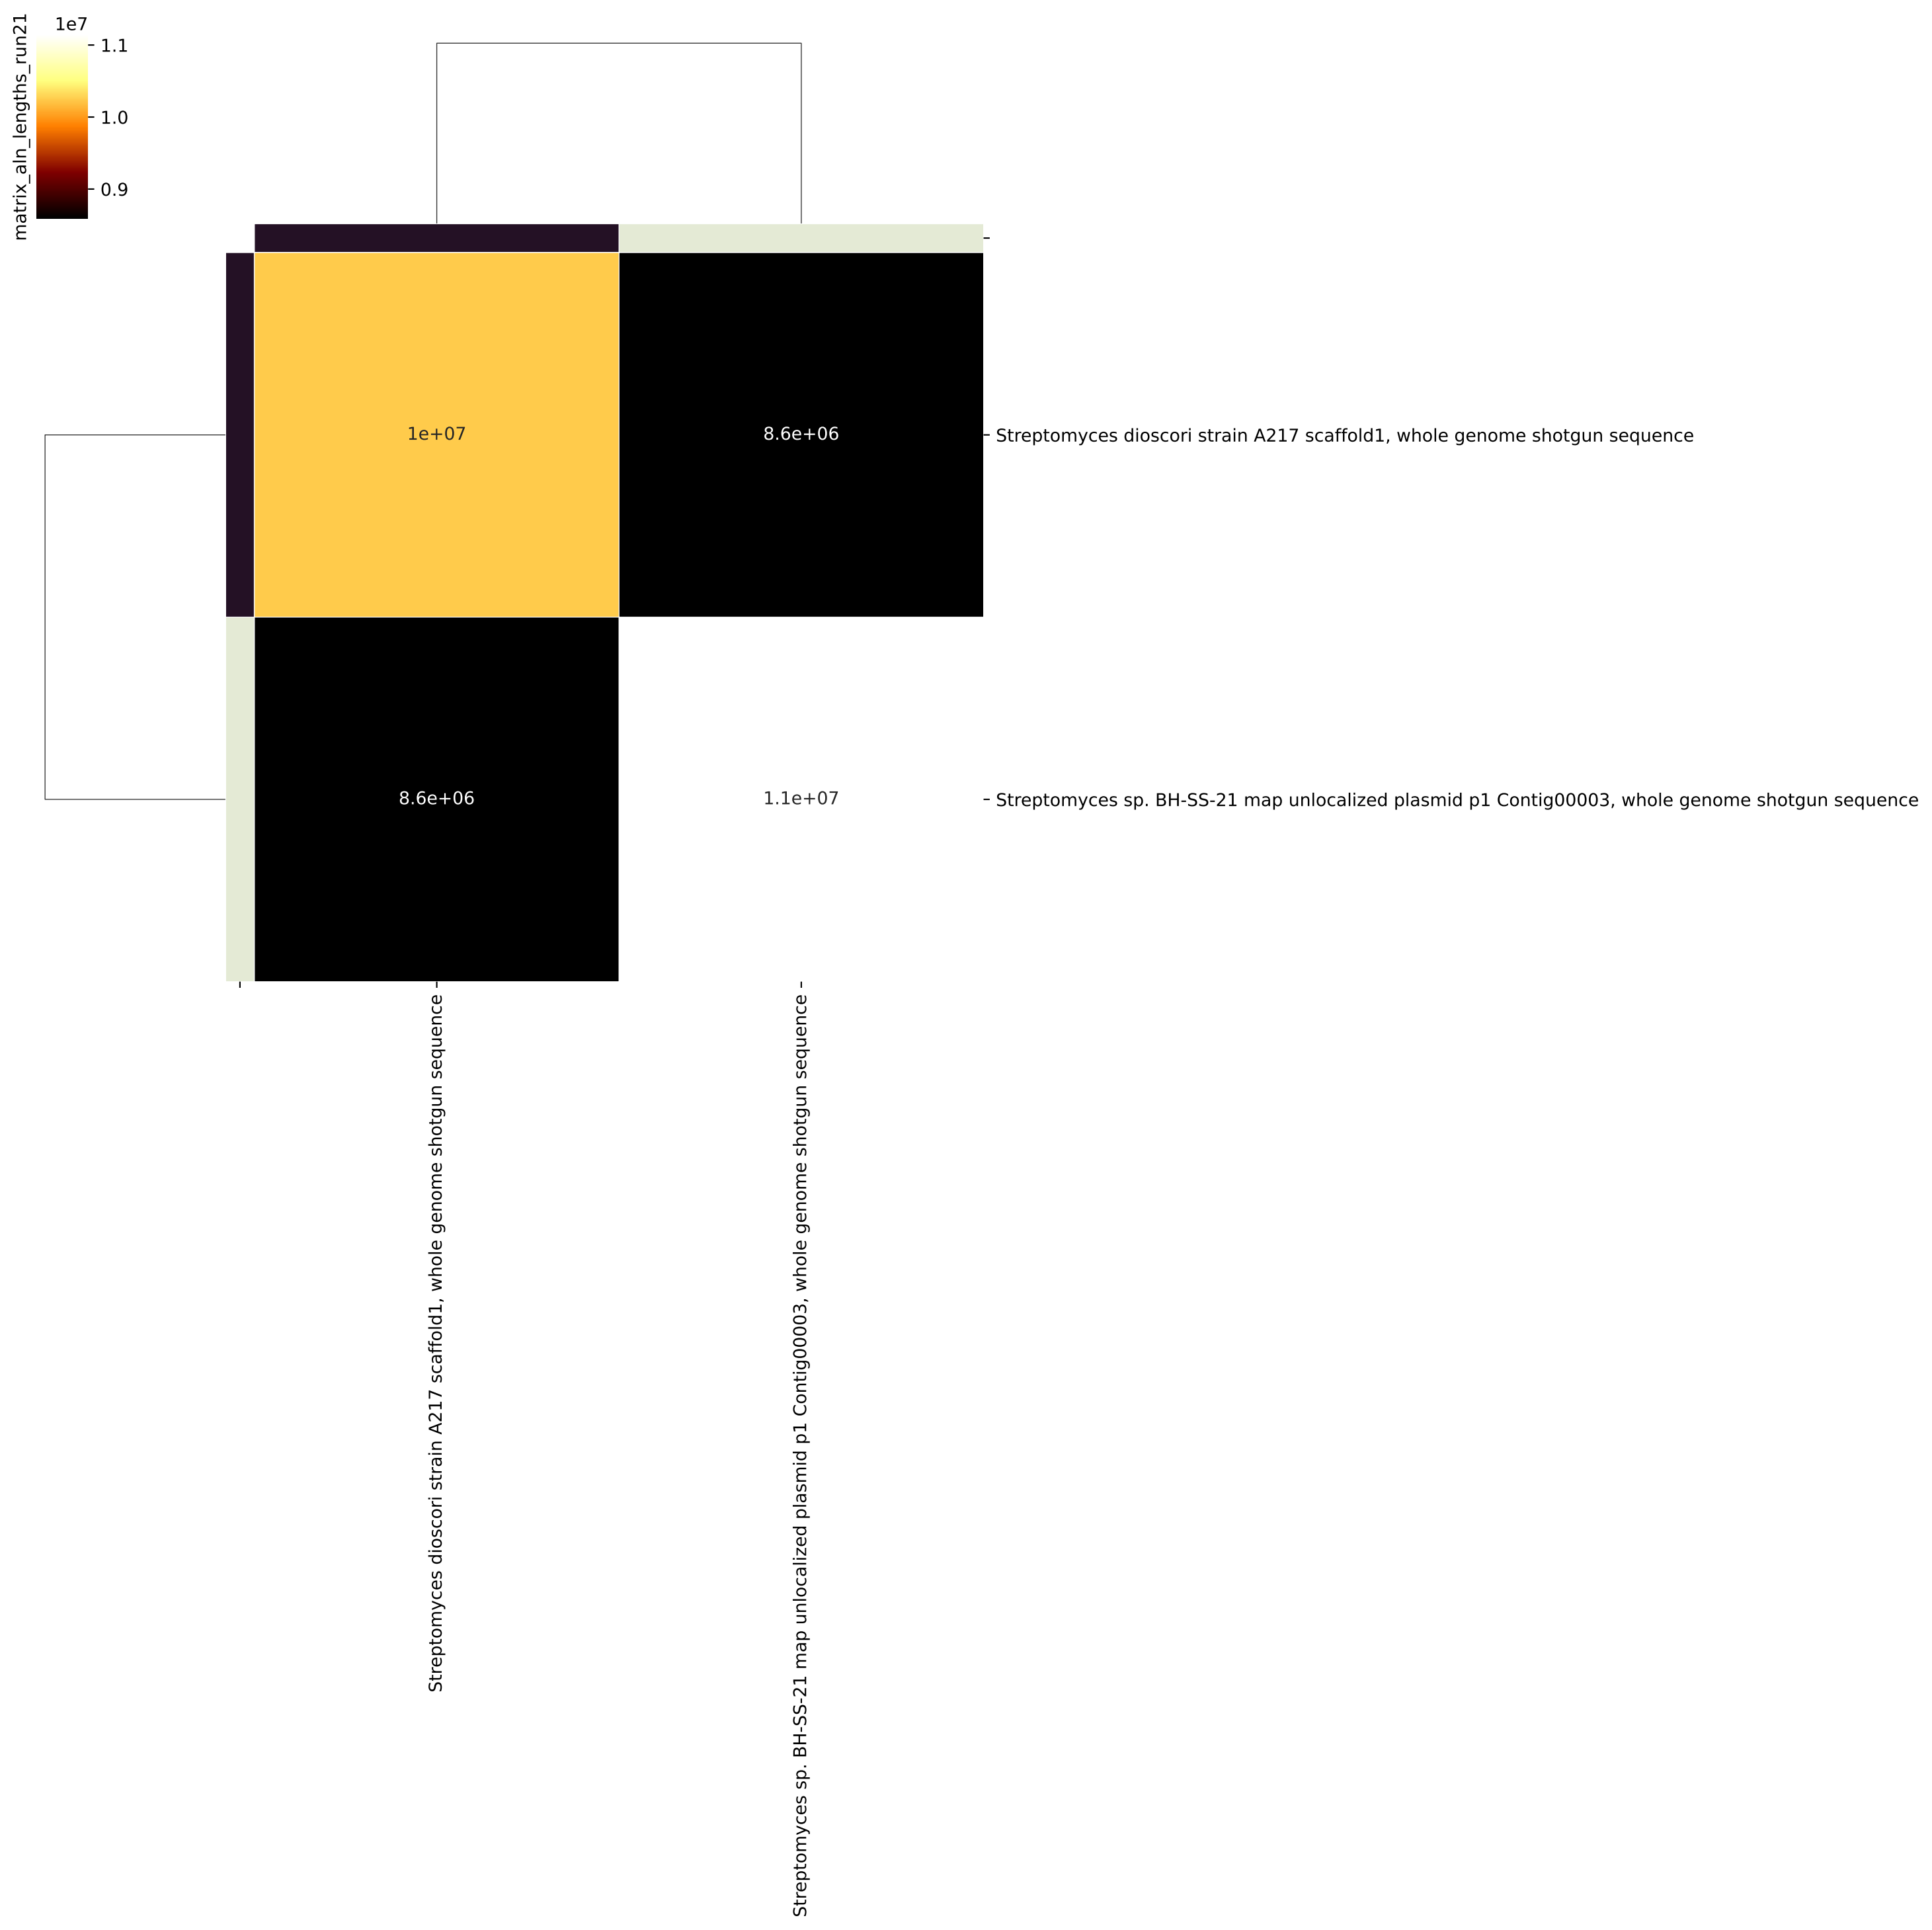 matrix_aln_lengths_run21
1e7
1.1
1.0
0.9
1e+07
8.6e+06
Streptomyces dioscori strain A217 scaffold1, whole genome shotgun sequence
8.6e+06
1.1e+07
Streptomyces sp. BH-SS-21 map unlocalized plasmid p1 Contig00003, whole genome shotgun sequence
Streptomyces dioscori strain A217 scaffold1, whole genome shotgun sequence
Streptomyces sp. BH-SS-21 map unlocalized plasmid p1 Contig00003, whole genome shotgun sequence